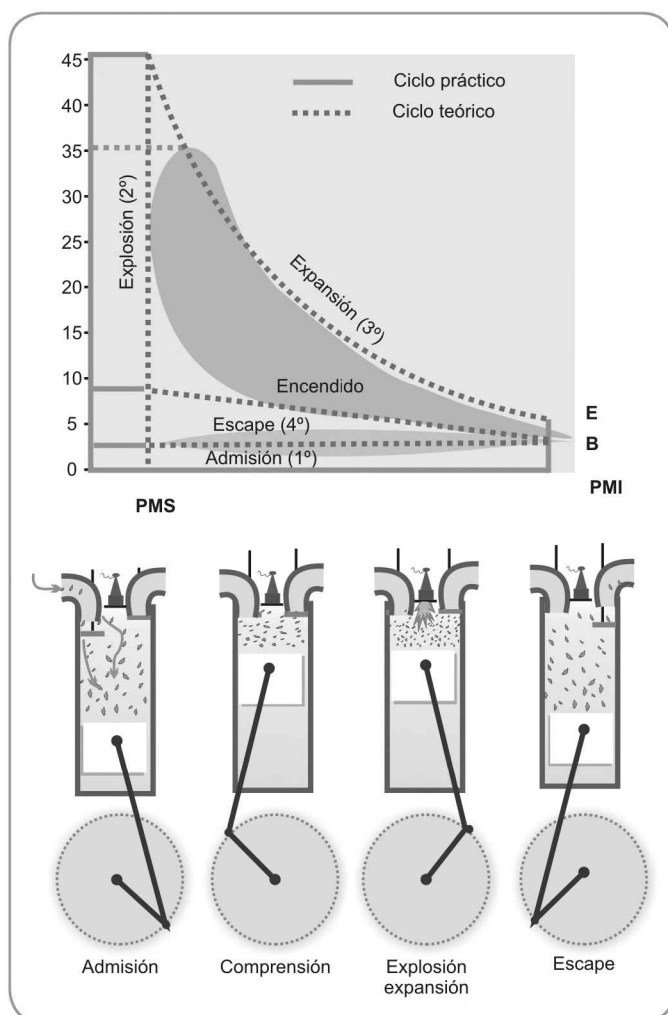 45
40
35
30
25
20
15
10
5
0
Ciclo práctico
Ciclo teórico
Explosión (2º)
Expansión (3º)
Encendido
Escape (4º)
Admisión (1º)
E
B
PMS
PMI
Admisión
Comprensión
Explosión
expansión
Escape